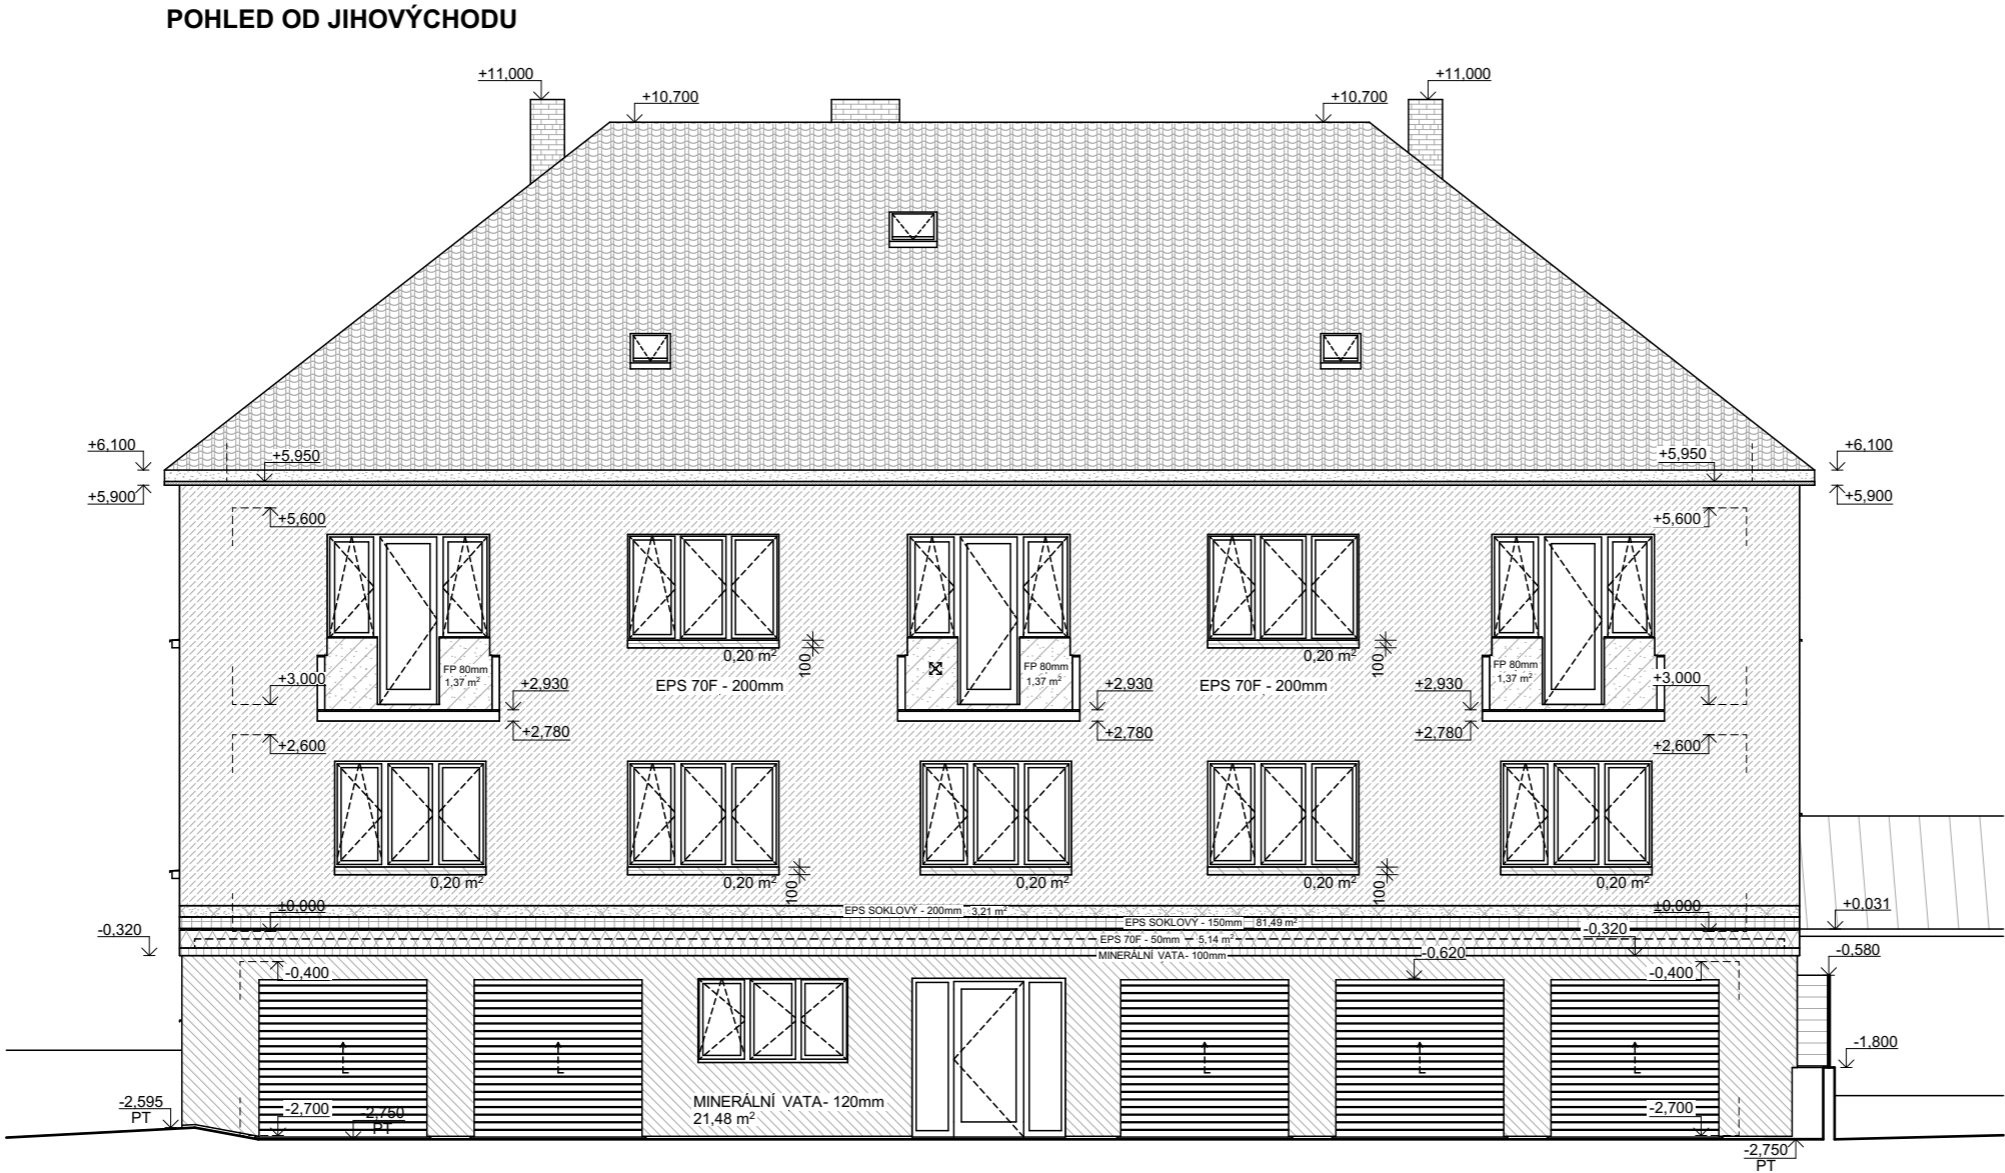 POHLED OD JIHOVÝCHODU
+11,000
+11,000
+10,700
+10,700
+6,100
+5,950
+5,950
+6,100
+5,900
+5,900
+5,600
+5,600
0,20 m²
100
0,20 m²
100
FP 80mm
1,37 m²
FP 80mm
1,37 m²
FP 80mm
1,37 m²
+3,000
EPS 70F - 200mm
EPS 70F - 200mm
+3,000
+2,930
+2,930
+2,930
+2,780
+2,780
+2,780
+2,600
+2,600
0,20 m²
0,20 m²
100
0,20 m²
0,20 m²
100
0,20 m²
±0,000
EPS SOKLOVÝ - 200mm 3,21 m²
±0,000
+0,031
EPS SOKLOVÝ - 150mm 81,49 m²
-0,320
-0,320
EPS 70F - 50mm 5,14 m²
MINERÁLNÍ VATA- 100mm
-0,620
-0,580
-0,400
-0,400
L
L
L
L
L
-1,800
MINERÁLNÍ VATA- 120mm
21,48 m²
-2,595
PT
-2,700
-2,750
PT
-2,700
-2,750
PT